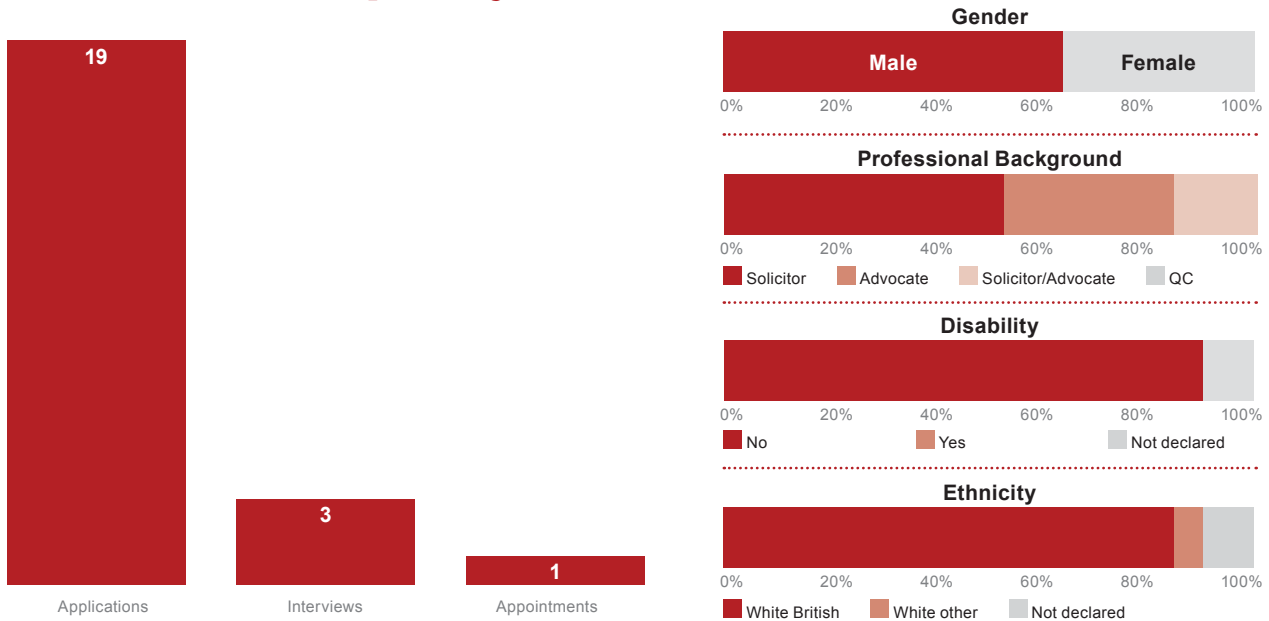 19
3
1
Applications Interviews Appointments
Gender
Male Female
0% 20% 40% 60% 80% 100%
Professional Background
0% 20% 40% 60% 80% 100%
Solicitor Advocate Solicitor/Advocate QC
Disability
0% 20% 40% 60% 80% 100%
No Yes Not declared
Ethnicity
0% 20% 40% 60% 80% 100%
White British White other Not declared